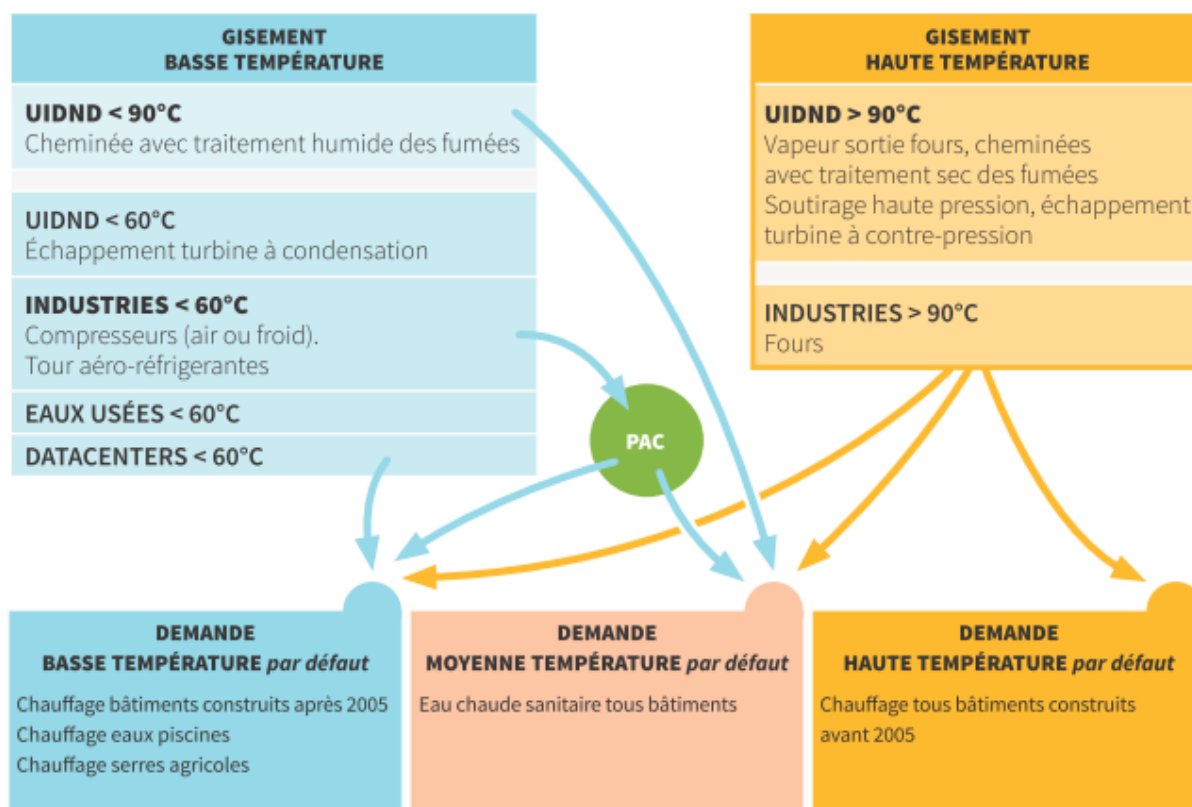 GISEMENT
BASSE TEMPÉRATURE
UIDND < 90°C
Cheminée avec traitement humide des fumées
UIDND < 60°C
Échappement turbine à condensation
INDUSTRIES < 60°C
Compresseurs (air ou froid).
Tour aéro-réfrigerantes
EAUX USÉES < 60°C
DATACENTERS < 60°C
GISEMENT
HAUTE TEMPÉRATURE
UIDND > 90°C
Vapeur sortie fours, cheminées
avec traitement sec des fumées
Soutirage haute pression, échappement
turbine à contre-pression
INDUSTRIES > 90°C
Fours
PAC
DEMANDE
BASSE TEMPÉRATURE par défaut
Chauffage bâtiments construits après 2005
Chauffage eaux piscines
Chauffage serres agricoles
DEMANDE
MOYENNE TEMPÉRATURE par défaut
Eau chaude sanitaire tous bâtiments
DEMANDE
HAUTE TEMPÉRATURE par défaut
Chauffage tous bâtiments construits
avant 2005